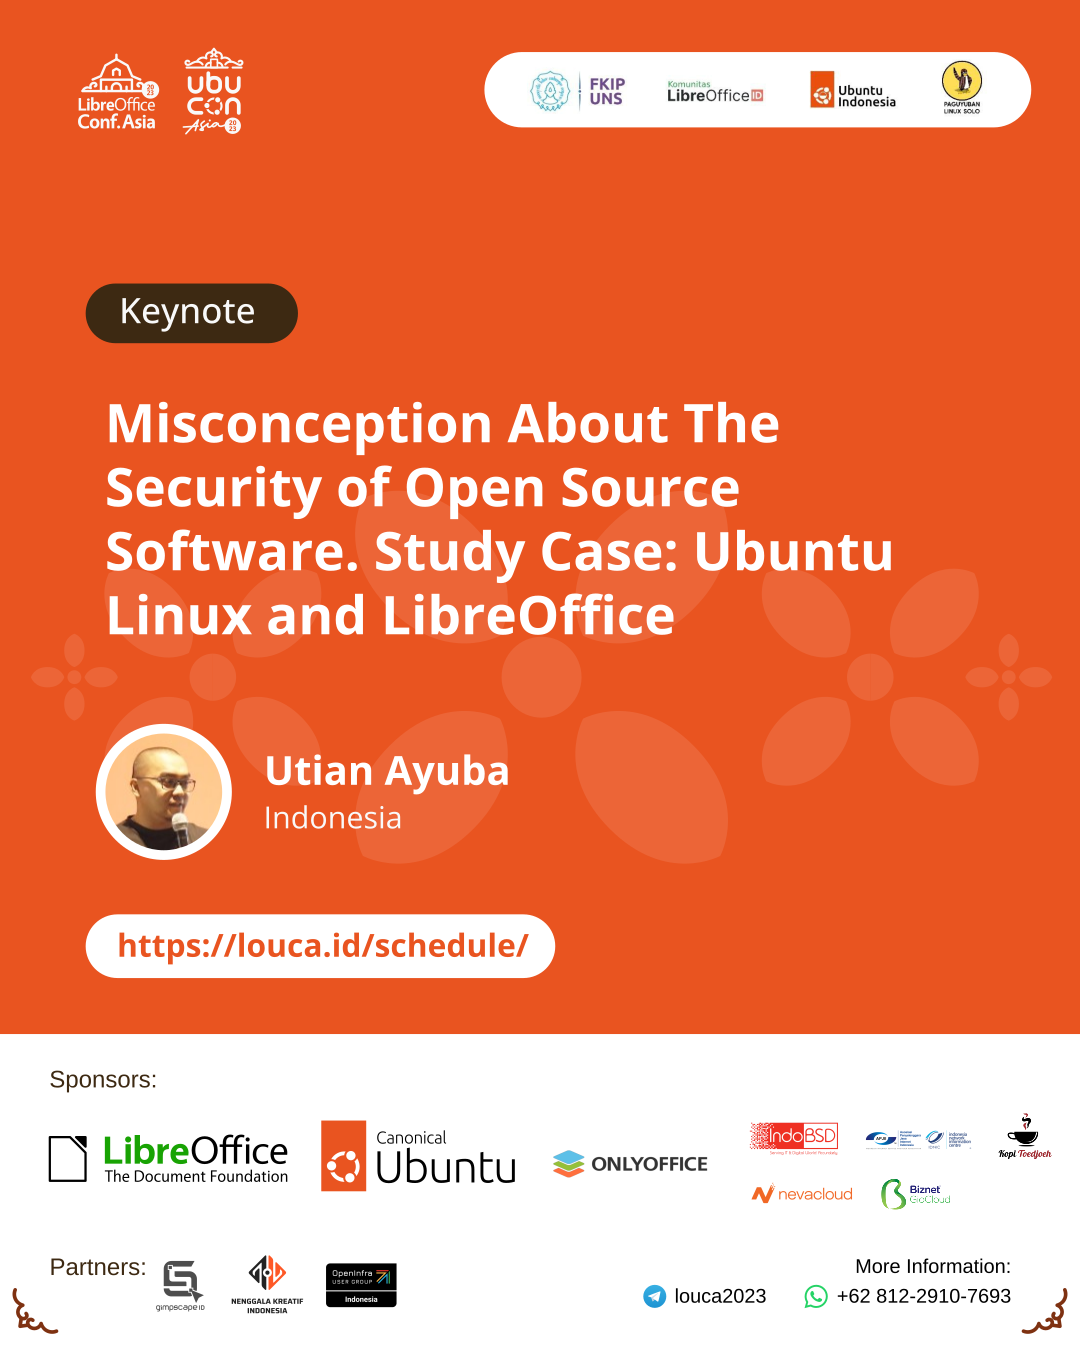 LibreOffice
Conf.Asia
2023
ubu
con
Asia
2023
FKIP
UNS
Komunitas
LibreOffice ID
Ubuntu
Indonesia
PAGUYUBAN
LINUX SOLO
Keynote
Misconception About The
Security of Open Source
Software. Study Case: Ubuntu
Linux and LibreOffice
Utian Ayuba
Indonesia
https://louca.id/schedule/
Sponsors:
LibreOffice
The Document Foundation
Canonical
Ubuntu
ONLYOFFICE
IndoBSD
APJII
Kopi Toedjoeh
nevacloud
Biznet
GioCloud
Partners:
gimpscape ID
NENGGALA KREATIF
INDONESIA
OpenInfra
USER GROUP
Indonesia
More Information:
louca2023
+62 812-2910-7693